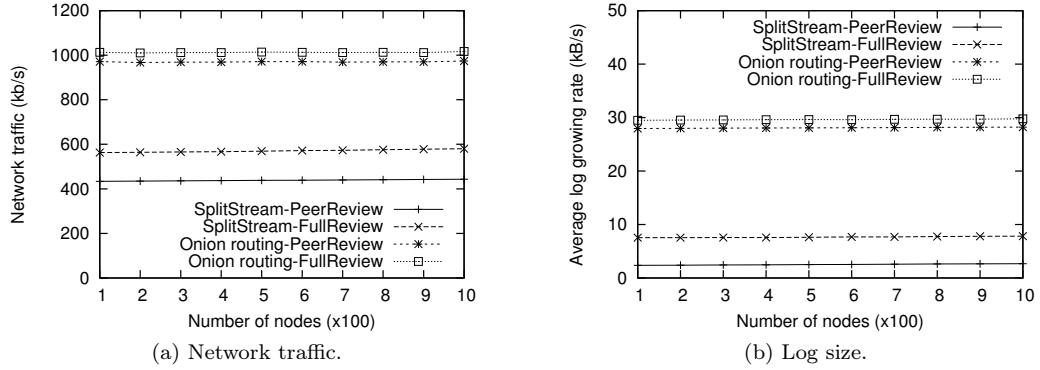 Network traffic (kb/s)
1200
1000
800
600
400
200
0
SplitStream-PeerReview
SplitStream-FullReview
Onion routing-PeerReview
Onion routing-FullReview
1 2 3 4 5 6 7 8 9 10
Number of nodes (x100)
(a) Network traffic.
Average log growing rate (kB/s)
50
40
30
20
10
0
SplitStream-PeerReview
SplitStream-FullReview
Onion routing-PeerReview
Onion routing-FullReview
1 2 3 4 5 6 7 8 9 10
Number of nodes (x100)
(b) Log size.